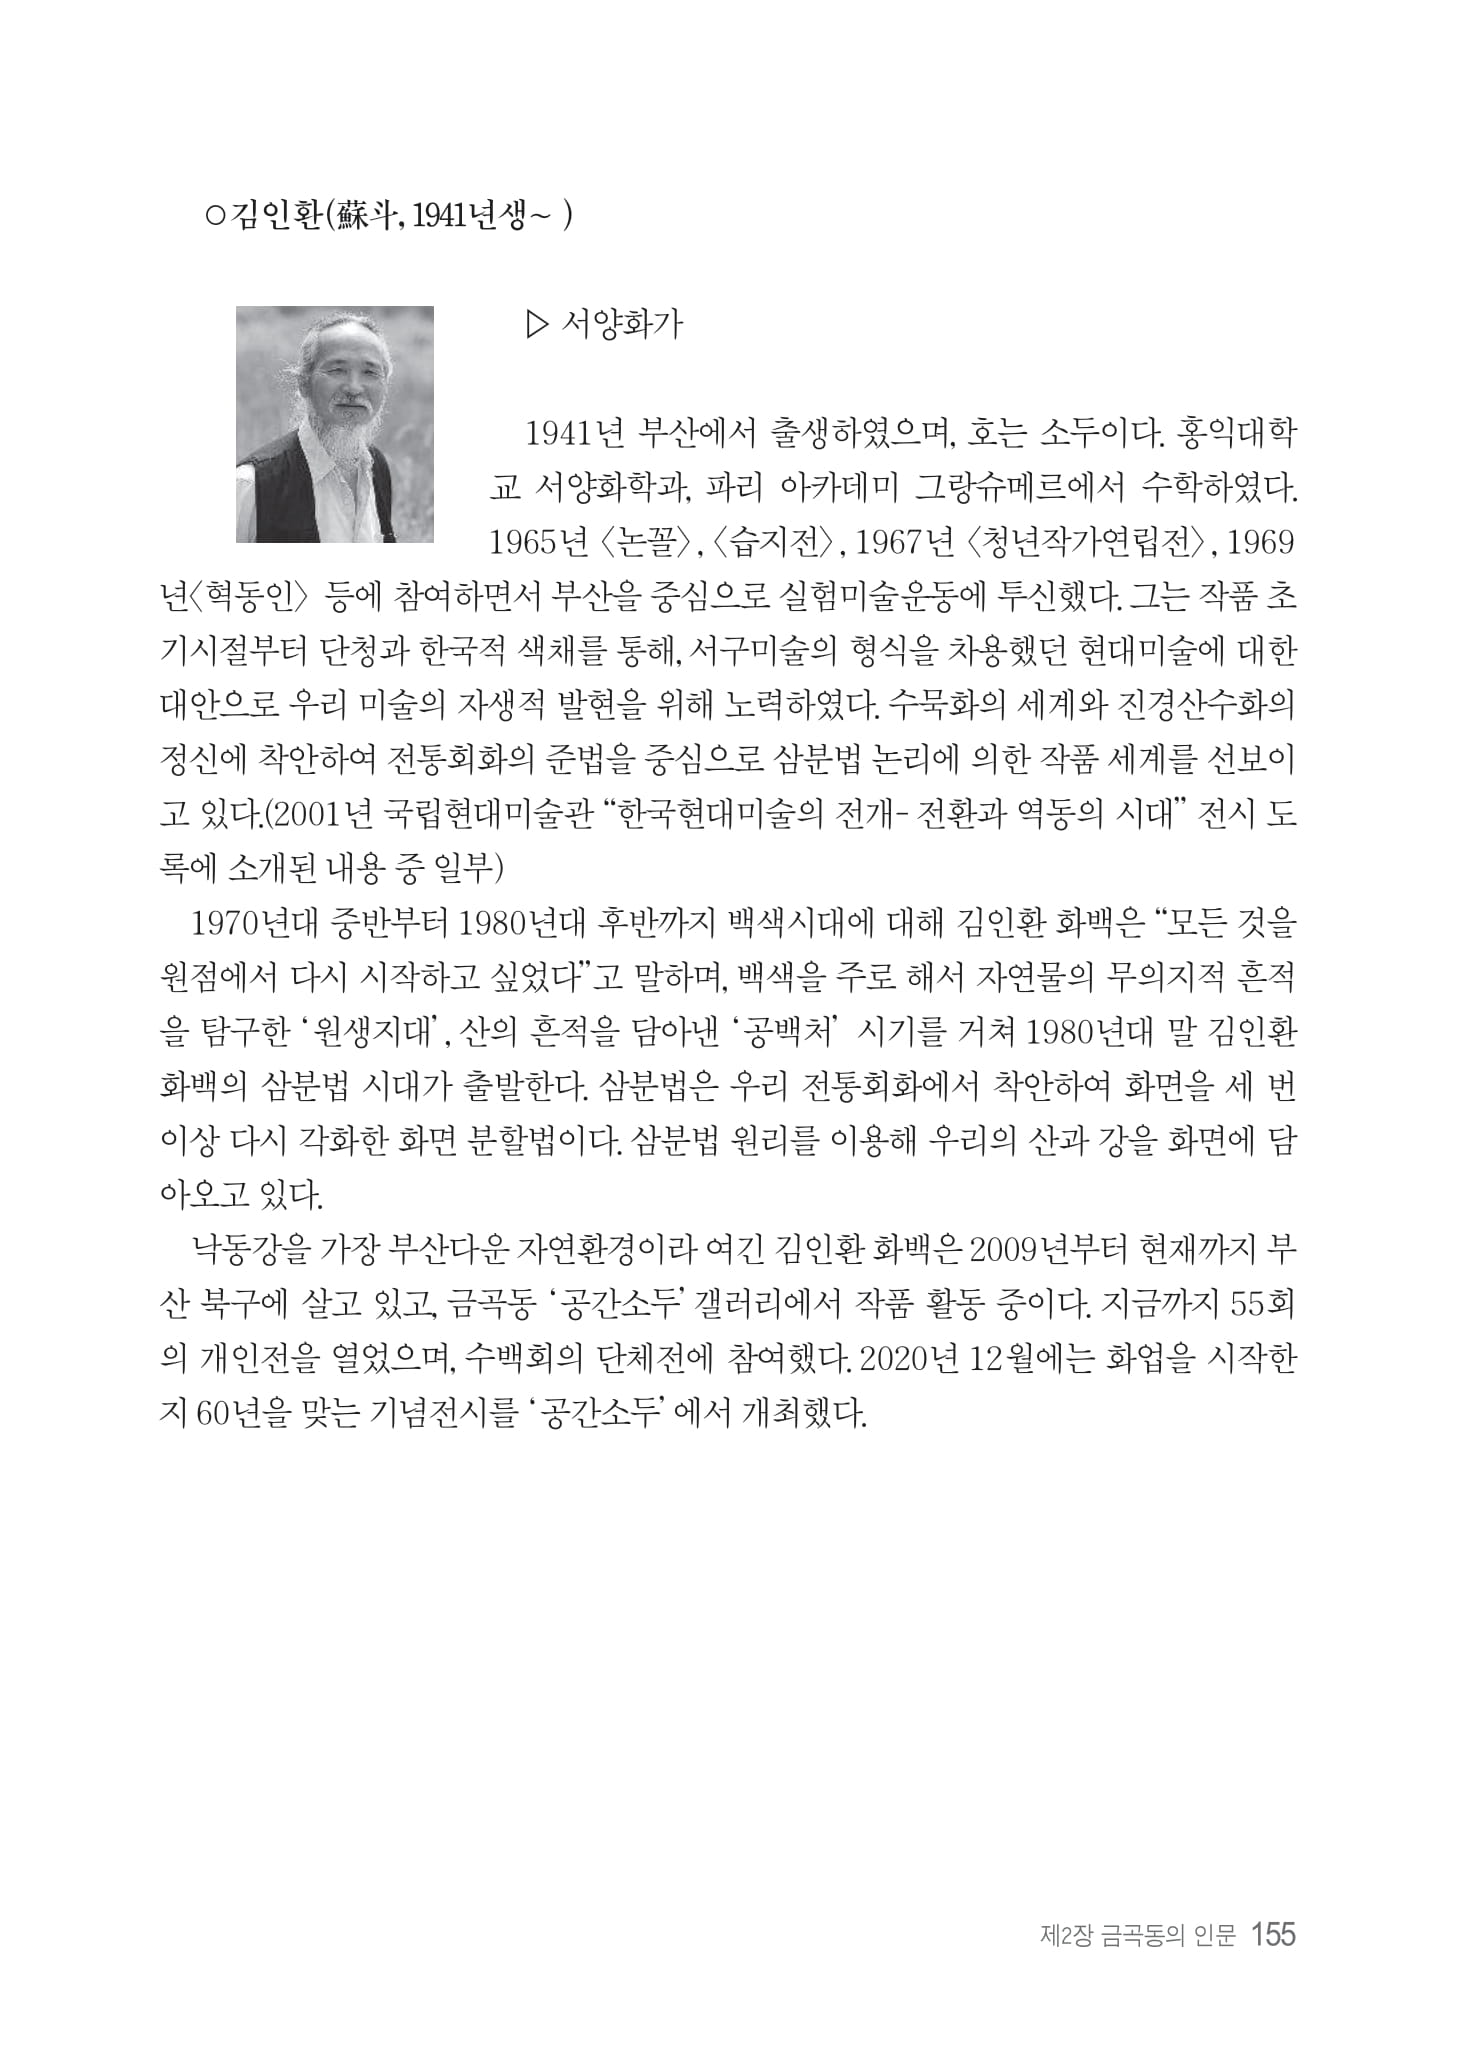 ○김인환(蘇斗, 1941년생~ )
▷ 서양화가
1941년 부산에서 출생하였으며, 호는 소두이다. 홍익대학
교 서양화학과, 파리 아카데미 그랑슈메르에서 수학하였다.
1965년 〈논꼴〉, 〈습지전〉, 1967년 〈청년작가연립전〉, 1969
년〈혁동인〉 등에 참여하면서 부산을 중심으로 실험미술운동에 투신했다. 그는 작품 초
기시절부터 단청과 한국적 색채를 통해, 서구미술의 형식을 차용했던 현대미술에 대한
대안으로 우리 미술의 자생적 발현을 위해 노력하였다. 수묵화의 세계와 진경산수화의
정신에 착안하여 전통회화의 준법을 중심으로 삼분법 논리에 의한 작품 세계를 선보이
고 있다.(2001년 국립현대미술관 “한국현대미술의 전개- 전환과 역동의 시대” 전시 도
록에 소개된 내용 중 일부)
1970년대 중반부터 1980년대 후반까지 백색시대에 대해 김인환 화백은 “모든 것을
원점에서 다시 시작하고 싶었다”고 말하며, 백색을 주로 해서 자연물의 무의지적 흔적
을 탐구한 ‘원생지대’, 산의 흔적을 담아낸 ‘공백처’ 시기를 거쳐 1980년대 말 김인환
화백의 삼분법 시대가 출발한다. 삼분법은 우리 전통회화에서 착안하여 화면을 세 번
이상 다시 각화한 화면 분할법이다. 삼분법 원리를 이용해 우리의 산과 강을 화면에 담
아오고 있다.
낙동강을 가장 부산다운 자연환경이라 여긴 김인환 화백은 2009년부터 현재까지 부
산 북구에 살고 있고, 금곡동 ‘공간소두’ 갤러리에서 작품 활동 중이다. 지금까지 55회
의 개인전을 열었으며, 수백회의 단체전에 참여했다. 2020년 12월에는 화업을 시작한
지 60년을 맞는 기념전시를 ‘공간소두’에서 개최했다.
제2장 금곡동의 인문 155